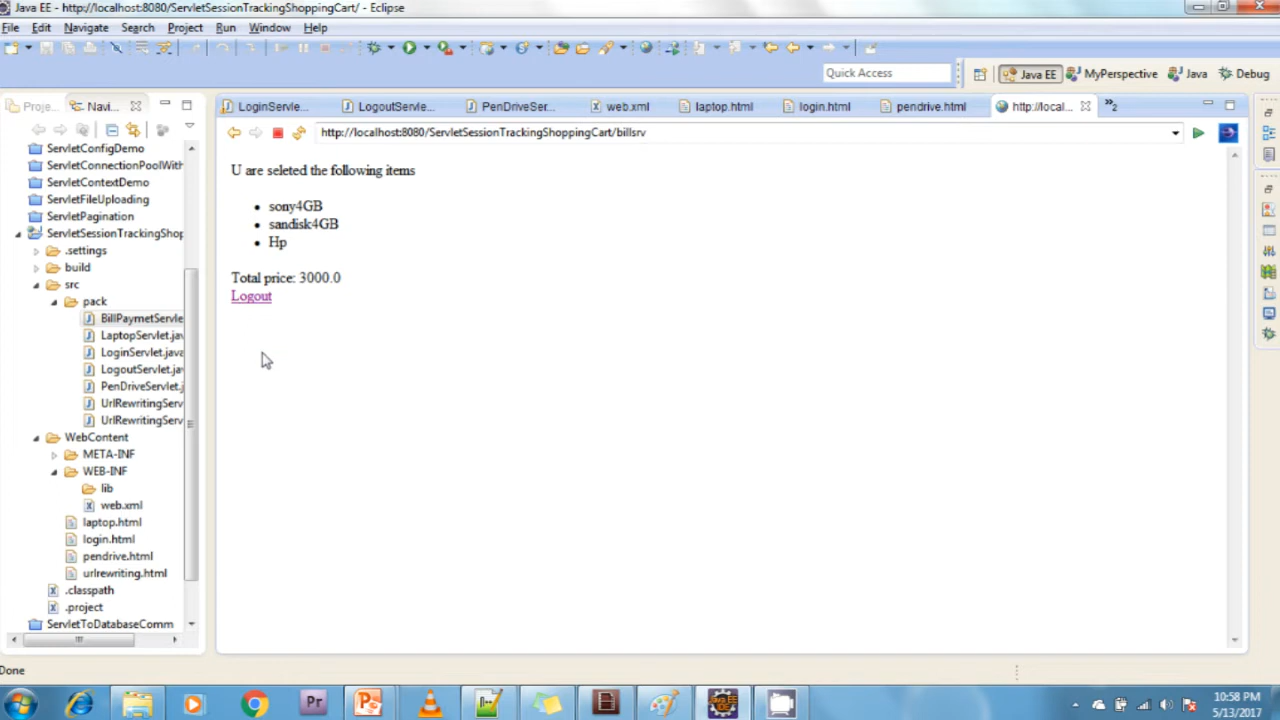 Java EE - http://localhost:8080/ServletSessionTrackingShoppingCart/ - Eclipse
File Edit Navigate Search Project Run Window Help
Quick Access
Java EE MyPerspective Java Debug
Proje... Navi...
LoginServle... LogoutServle... PenDriveSer... web.xml laptop.html login.html pendrive.html http://local... »2
http://localhost:8080/ServletSessionTrackingShoppingCart/billsrv
ServletConfigDemo
ServletConnectionPoolWith
ServletContextDemo
ServletFileUploading
ServletPagination
ServletSessionTrackingShop
.settings
build
src
pack
BillPaymetServle
LaptopServlet.jav
LoginServlet.java
LogoutServlet.jav
PenDriveServlet.j
UrlRewritingServ
UrlRewritingServ
WebContent
META-INF
WEB-INF
lib
web.xml
laptop.html
login.html
pendrive.html
urlrewriting.html
.classpath
.project
ServletToDatabaseComm
U are seleted the following items
• sony4GB
• sandisk4GB
• Hp
Total price: 3000.0
Logout
Done
Pr
10:58 PM
5/13/2017